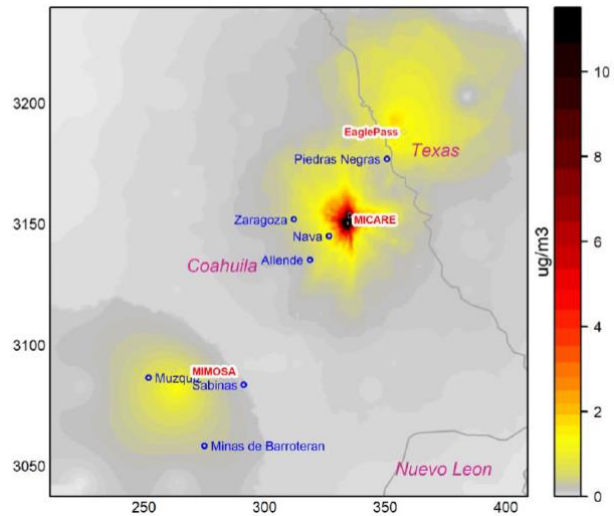 3200
3150
3100
3050
250
300
350
400
EaglePass
Texas
Piedras Negras
Zaragoza
MICARE
Nava
Allende
Coahuila
MIMOSA
Muzquiz
Sabinas
Minas de Barroteran
Nuevo Leon
10
8
6
4
2
0
ug/m3